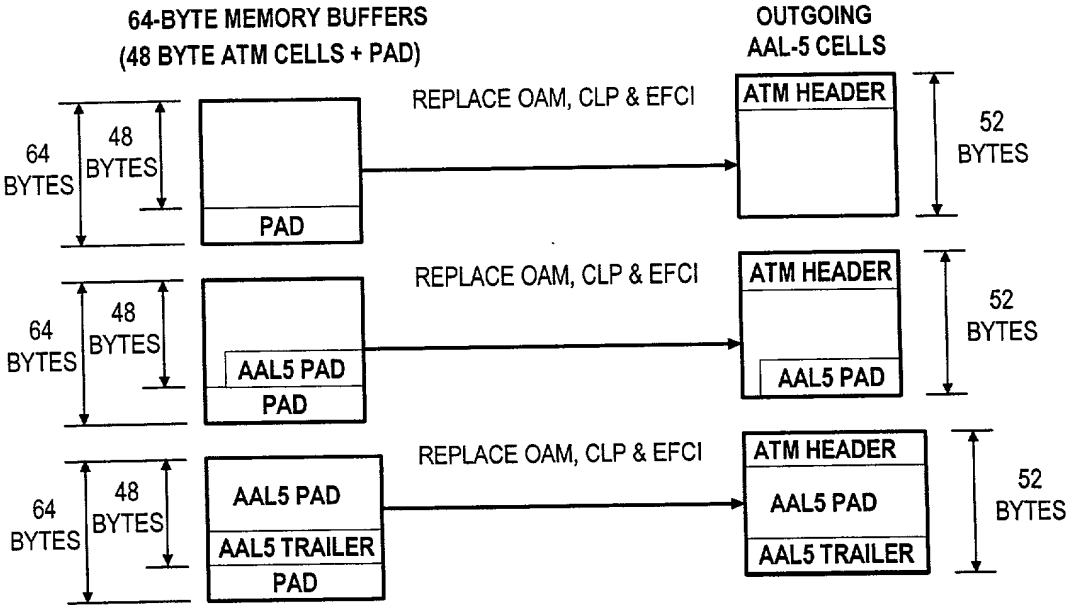 64-BYTE MEMORY BUFFERS
(48 BYTE ATM CELLS + PAD)
OUTGOING
AAL-5 CELLS
64
BYTES
48
BYTES
PAD
REPLACE OAM, CLP & EFCI
ATM HEADER
52
BYTES
64
BYTES
48
BYTES
AAL5 PAD
PAD
REPLACE OAM, CLP & EFCI
ATM HEADER
AAL5 PAD
52
BYTES
64
BYTES
48
BYTES
AAL5 PAD
AAL5 TRAILER
PAD
REPLACE OAM, CLP & EFCI
ATM HEADER
AAL5 PAD
AAL5 TRAILER
52
BYTES